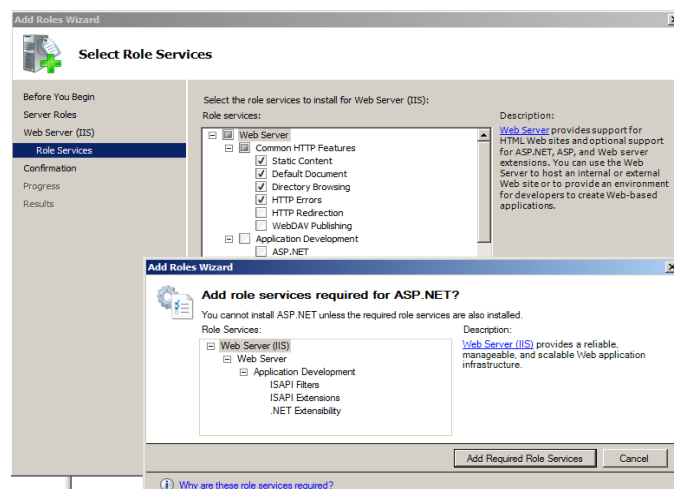 Add Roles Wizard
Select Role Services
Before You Begin
Server Roles
Web Server (IIS)
Role Services
Confirmation
Progress
Results
Select the role services to install for Web Server (IIS):
Role services:
Web Server
Common HTTP Features
Static Content
Default Document
Directory Browsing
HTTP Errors
HTTP Redirection
WebDAV Publishing
Application Development
ASP.NET
Description:
Web Server provides support for
HTML Web sites and optional support
for ASP.NET, ASP, and Web server
extensions. You can use the Web
Server to host an internal or external
Web site or to provide an environment
for developers to create Web-based
applications.
Add Roles Wizard
Add role services required for ASP.NET?
You cannot install ASP.NET unless the required role services are also installed.
Role Services:
Web Server (IIS)
Web Server
Application Development
ISAPI Filters
ISAPI Extensions
.NET Extensibility
Description:
Web Server (IIS) provides a reliable,
manageable, and scalable Web application
infrastructure.
Add Required Role Services
Cancel
Why are these role services required?